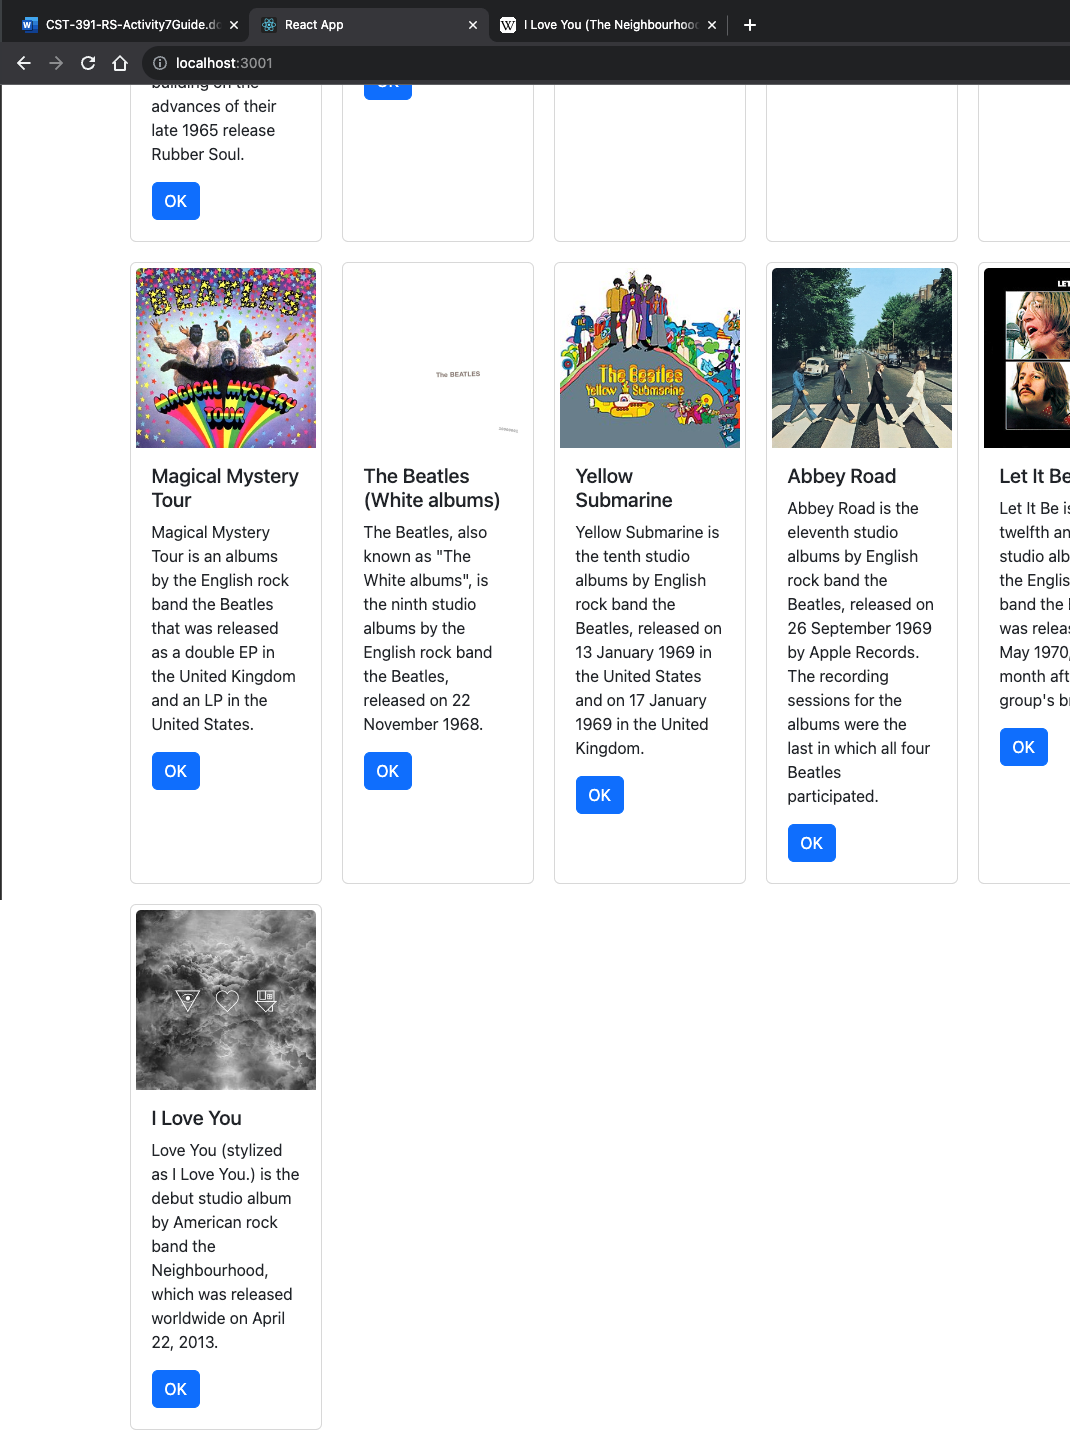 CST-391-RS-Activity7Guide.do
React App
I Love You (The Neighbourhood
localhost:3001
building on the
advances of their
late 1965 release
Rubber Soul.
OK
OK
BEATLES
MAGICAL MYSTERY
TOUR
Magical Mystery
Tour
Magical Mystery
Tour is an albums
by the English rock
band the Beatles
that was released
as a double EP in
the United Kingdom
and an LP in the
United States.
OK
The BEATLES
The Beatles
(White albums)
The Beatles, also
known as "The
White albums", is
the ninth studio
albums by the
English rock band
the Beatles,
released on 22
November 1968.
OK
The Beatles
Yellow Submarine
Yellow
Submarine
Yellow Submarine is
the tenth studio
albums by English
rock band the
Beatles, released on
13 January 1969 in
the United States
and on 17 January
1969 in the United
Kingdom.
OK
Abbey Road
Abbey Road is the
eleventh studio
albums by English
rock band the
Beatles, released on
26 September 1969
by Apple Records.
The recording
sessions for the
albums were the
last in which all four
Beatles
participated.
OK
LET
Let It Be
Let It Be is
twelfth an
studio alb
the Englis
band the
was releas
May 1970,
month aft
group's b
OK
I Love You
Love You (stylized
as I Love You.) is the
debut studio album
by American rock
band the
Neighbourhood,
which was released
worldwide on April
22, 2013.
OK